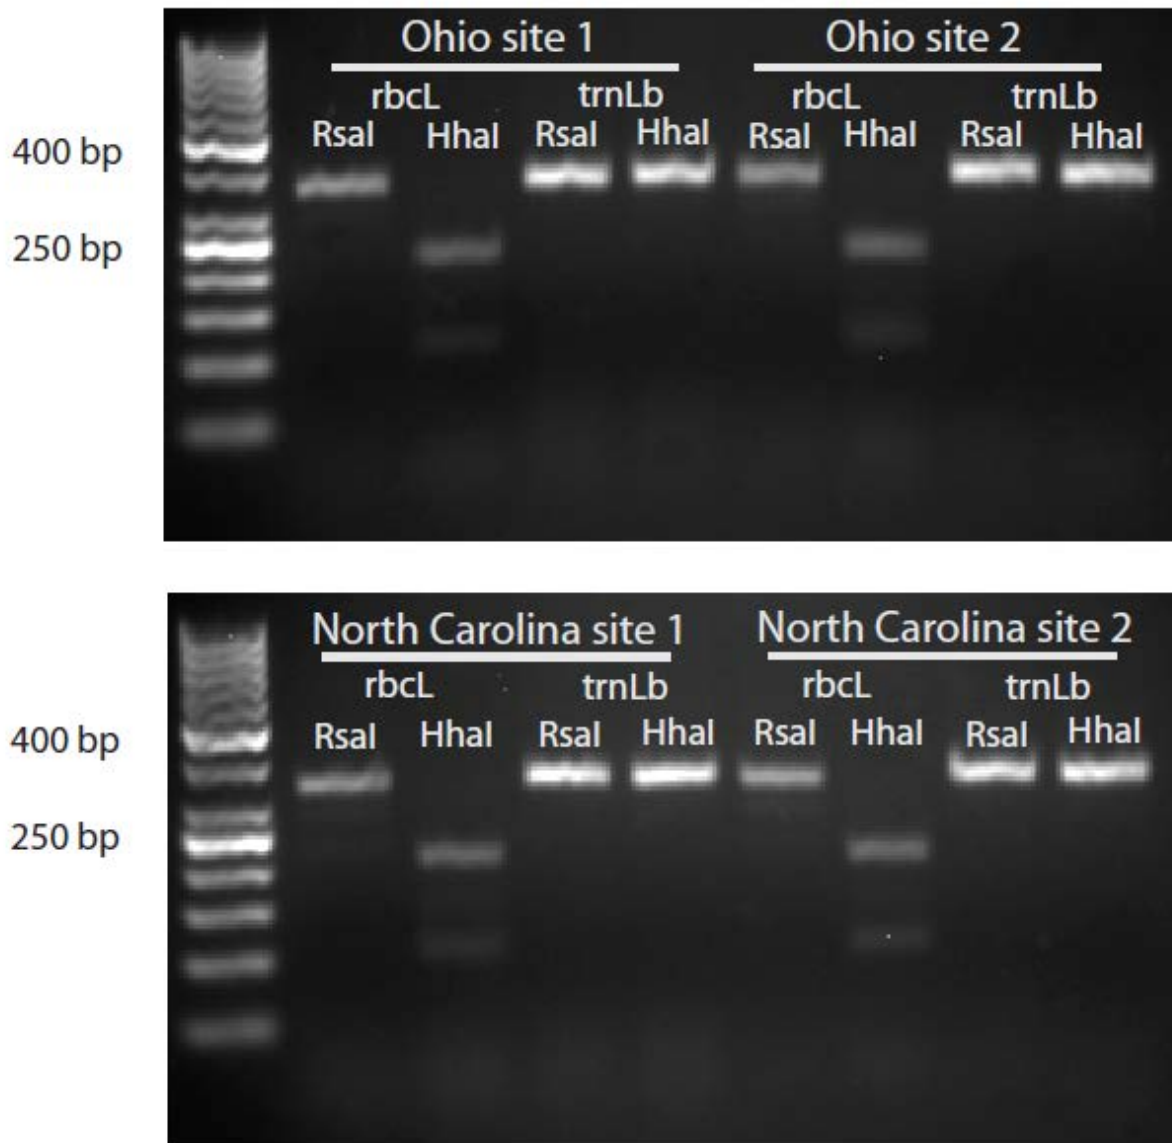 Ohio site 1 Ohio site 2
rbcL trnLb rbcL trnLb
RsaI HhaI RsaI HhaI RsaI HhaI RsaI HhaI
400 bp
250 bp
North Carolina site 1 North Carolina site 2
rbcL trnLb rbcL trnLb
RsaI HhaI RsaI HhaI RsaI HhaI RsaI HhaI
400 bp
250 bp